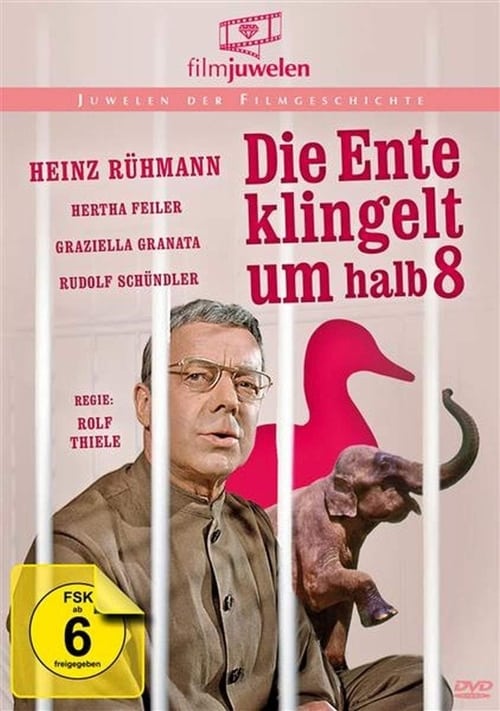 filmjuwelen
JUWELEN DER FILMGESCHICHTE
HEINZ RÜHMANN
HERTHA FEILER
GRAZIELLA GRANATA
RUDOLF SCHÜNDLER
Die Ente
klingelt
um halb 8
REGIE:
ROLF
THIELE
FSK
ab
6
freigegeben
DVD
VIDEO